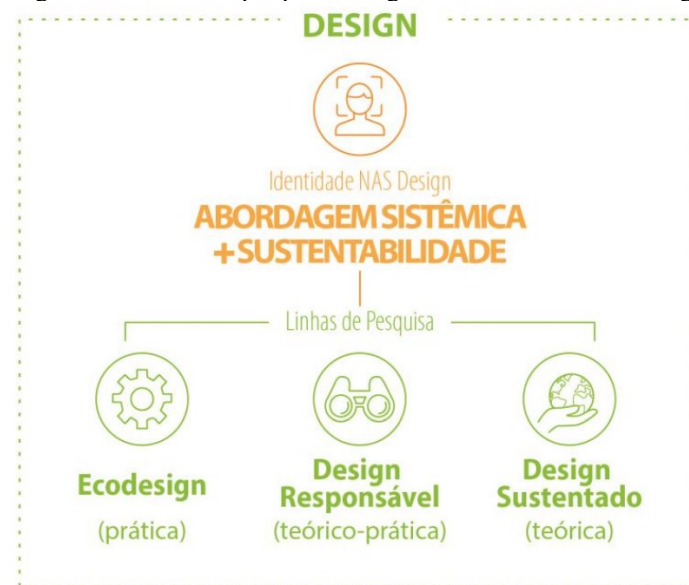 DESIGN
Identidade NAS Design
ABORDAGEM SISTÊMICA
+SUSTENTABILIDADE
Linhas de Pesquisa
Ecodesign
(prática)
Design
Responsável
(teórico-prática)
Design
Sustentado
(teórica)